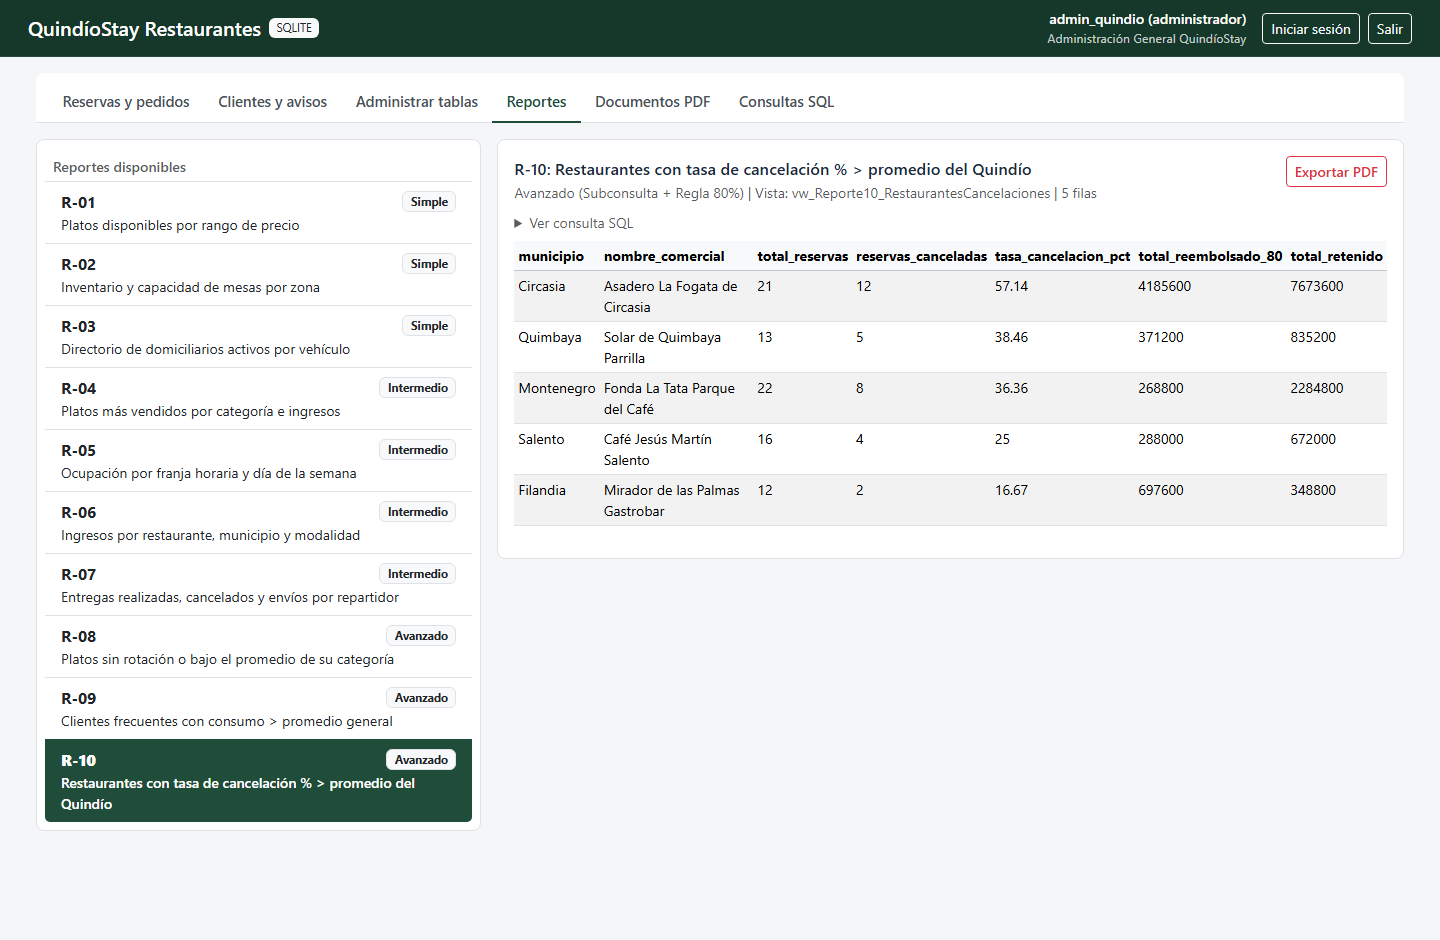 QuindíoStay Restaurantes SQLITE
admin_quindio (administrador)
Administración General QuindíoStay
Iniciar sesión
Salir
Reservas y pedidos Clientes y avisos Administrar tablas Reportes Documentos PDF Consultas SQL
Reportes disponibles
R-01 Simple
Platos disponibles por rango de precio
R-02 Simple
Inventario y capacidad de mesas por zona
R-03 Simple
Directorio de domiciliarios activos por vehículo
R-04 Intermedio
Platos más vendidos por categoría e ingresos
R-05 Intermedio
Ocupación por franja horaria y día de la semana
R-06 Intermedio
Ingresos por restaurante, municipio y modalidad
R-07 Intermedio
Entregas realizadas, cancelados y envíos por repartidor
R-08 Avanzado
Platos sin rotación o bajo el promedio de su categoría
R-09 Avanzado
Clientes frecuentes con consumo > promedio general
R-10 Avanzado
Restaurantes con tasa de cancelación % > promedio del
Quindío
R-10: Restaurantes con tasa de cancelación % > promedio del Quindío
Exportar PDF
Avanzado (Subconsulta + Regla 80%) | Vista: vw_Reporte10_RestaurantesCancelaciones | 5 filas
▶ Ver consulta SQL
municipio nombre_comercial total_reservas reservas_canceladas tasa_cancelacion_pct total_reembolsado_80 total_retenido
Circasia Asadero La Fogata de 21 12 57.14 4185600 7673600
Circasia
Quimbaya Solar de Quimbaya 13 5 38.46 371200 835200
Parrilla
Montenegro Fonda La Tata Parque 22 8 36.36 268800 2284800
del Café
Salento Café Jesús Martín 16 4 25 288000 672000
Salento
Filandia Mirador de las Palmas 12 2 16.67 697600 348800
Gastrobar